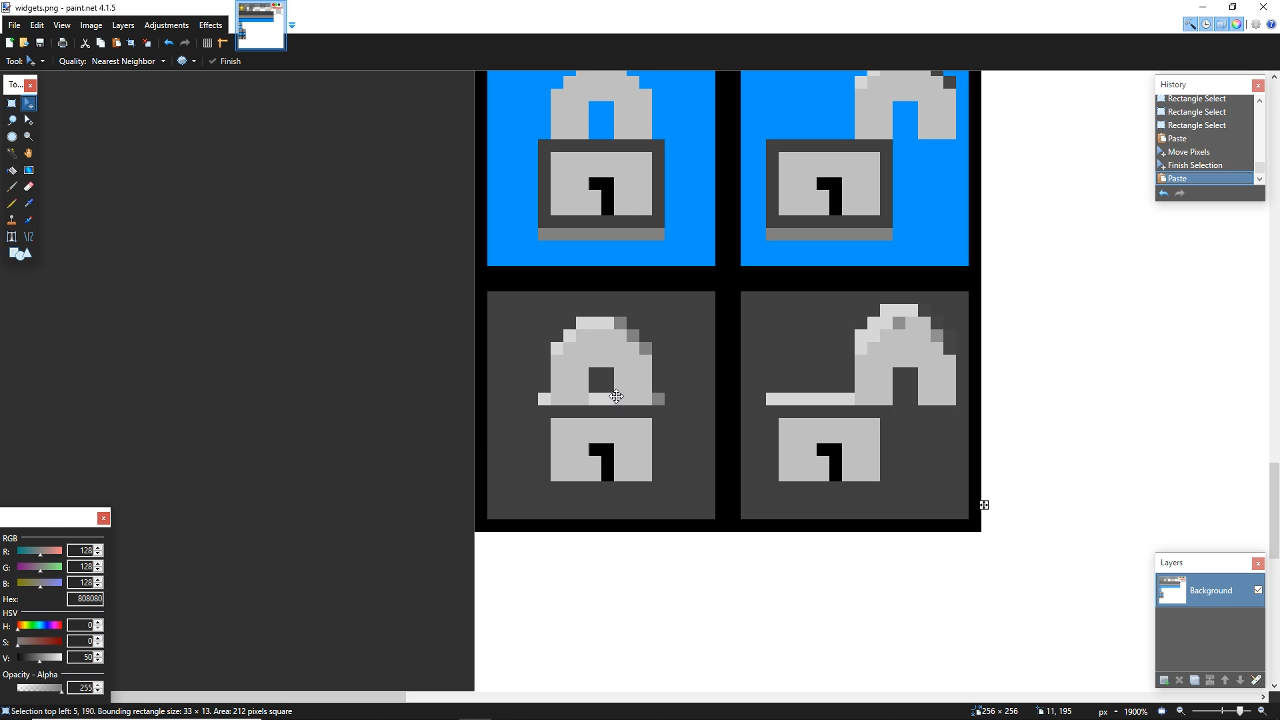 widgets.png - paint.net 4.1.5
File Edit View Image Layers Adjustments Effects
Tool: Quality: Nearest Neighbor Finish
To...
History
Rectangle Select
Rectangle Select
Rectangle Select
Paste
Move Pixels
Finish Selection
Paste
RGB
R: 128
G: 128
B: 128
Hex: 808080
HSV
H: 0
S: 0
V: 50
Opacity - Alpha
255
Layers
Background
Selection top left: 5, 190. Bounding rectangle size: 33 × 13. Area: 212 pixels square
256 × 256
11, 195
px
1900%